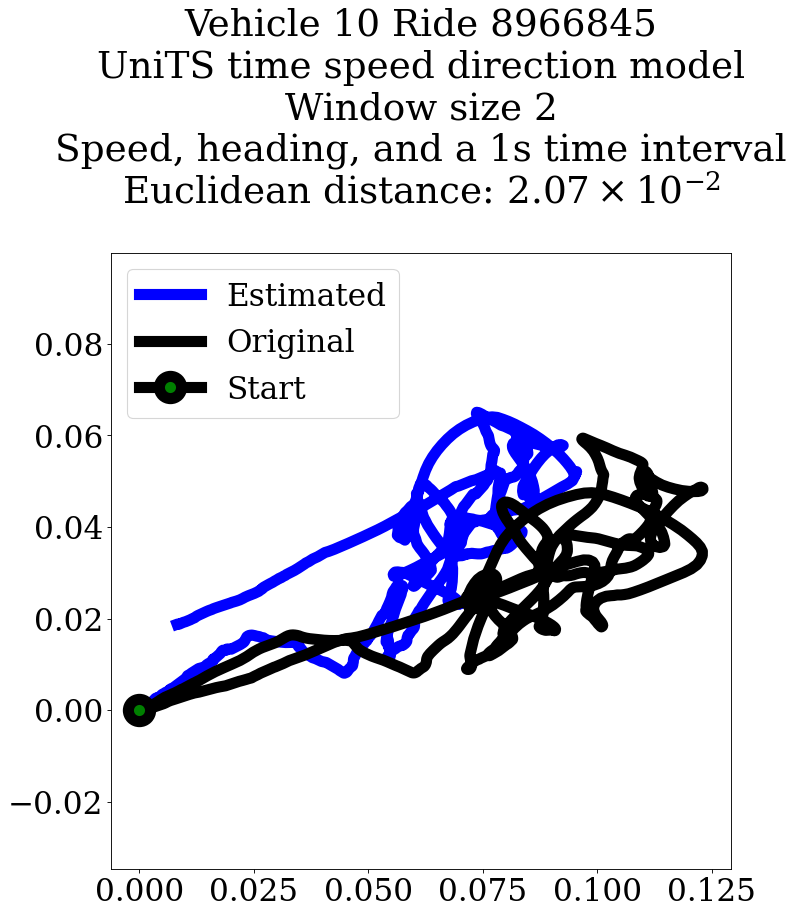 Vehicle 10 Ride 8966845
UniTS time speed direction model
Window size 2
Speed, heading, and a 1s time interval
Euclidean distance: 2.07 × 10⁻²
Estimated
Original
Start
0.08
0.06
0.04
0.02
0.00
−0.02
0.000 0.025 0.050 0.075 0.100 0.125